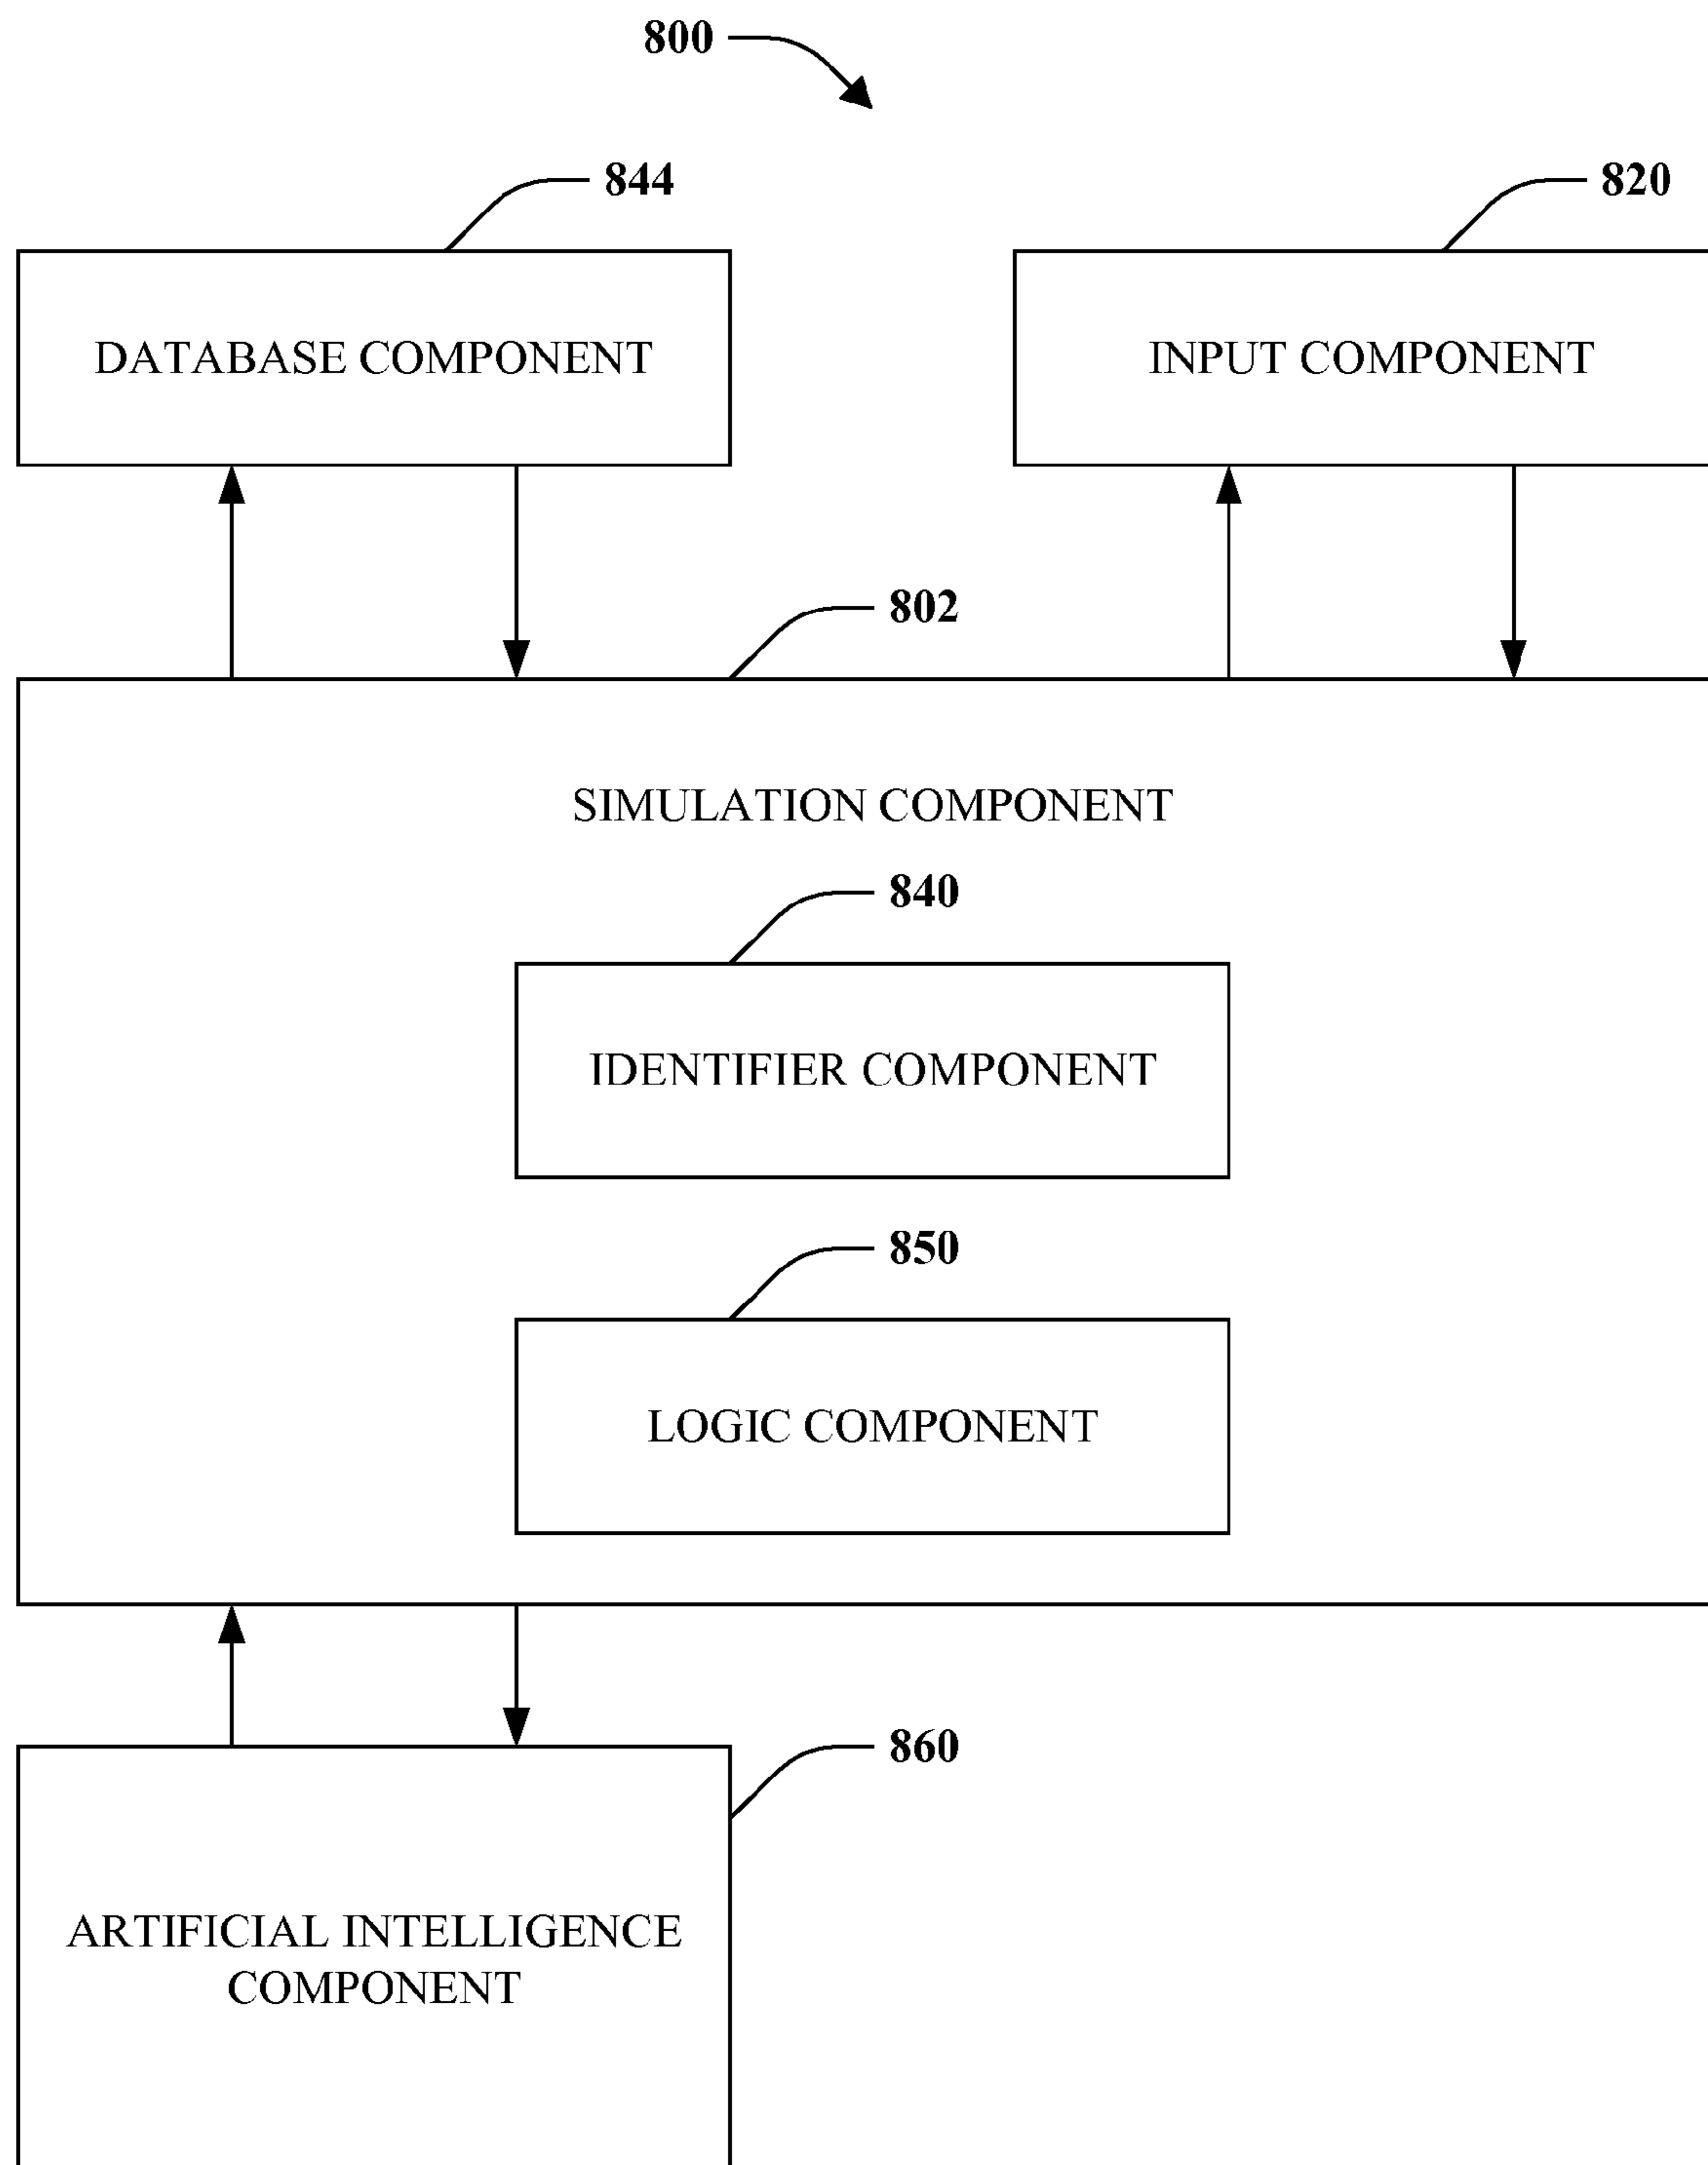 800
844
820
DATABASE COMPONENT
INPUT COMPONENT
802
SIMULATION COMPONENT
840
IDENTIFIER COMPONENT
850
LOGIC COMPONENT
860
ARTIFICIAL INTELLIGENCE
COMPONENT